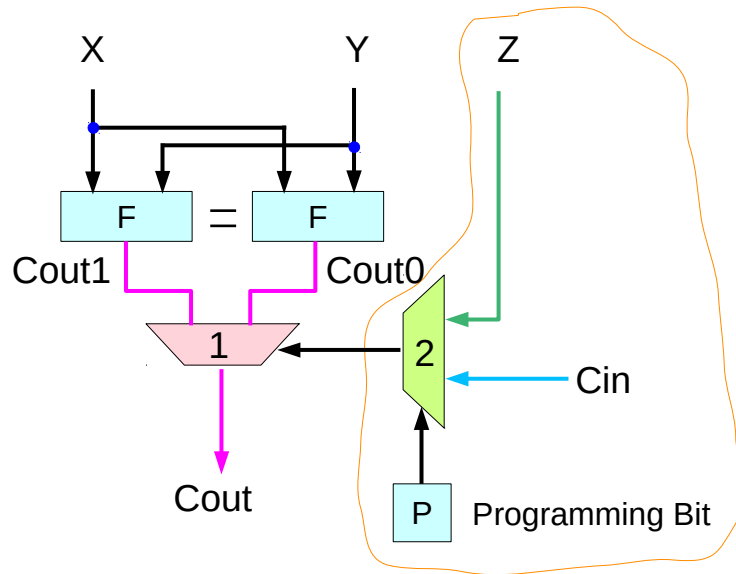 X Y Z
F = F
Cout1 Cout0
1
2
Cin
Cout
P Programming Bit